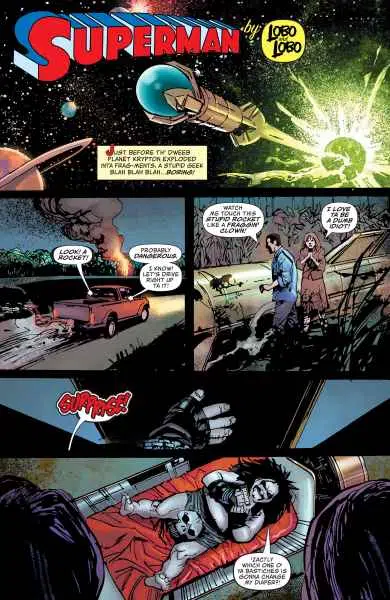 SUPERMAN
by:
LOBO
LOBO
JUST BEFORE TH' DWEEB
PLANET KRYPTON EXPLODED
INTA FRAG-MENTS, A STUPID GEEK
BLAH BLAH BLAH...BORING!
LOOK! A
ROCKET!
PROBABLY
DANGEROUS.
I KNOW!
LET'S DRIVE
RIGHT UP
TA IT!
WATCH
ME TOUCH THIS
STUPID ROCKET
LIKE A FRAGGIN'
CLOWN!
I LOVE
TA BE
A DUMB
IDIOT!
SURPRISE!
'ZACTLY
WHICH ONE O'
YA BASTICHES IS
GONNA CHANGE
MY DIAPER?!